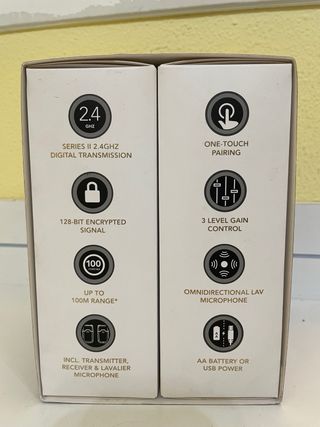 2.4
GHZ
SERIES II 2.4GHZ
DIGITAL TRANSMISSION
128-BIT ENCRYPTED
SIGNAL
100
UP TO
100M RANGE*
INCL. TRANSMITTER,
RECEIVER & LAVALIER
MICROPHONE
ONE-TOUCH
PAIRING
3 LEVEL GAIN
CONTROL
OMNIDIRECTIONAL LAV
MICROPHONE
AA BATTERY OR
USB POWER